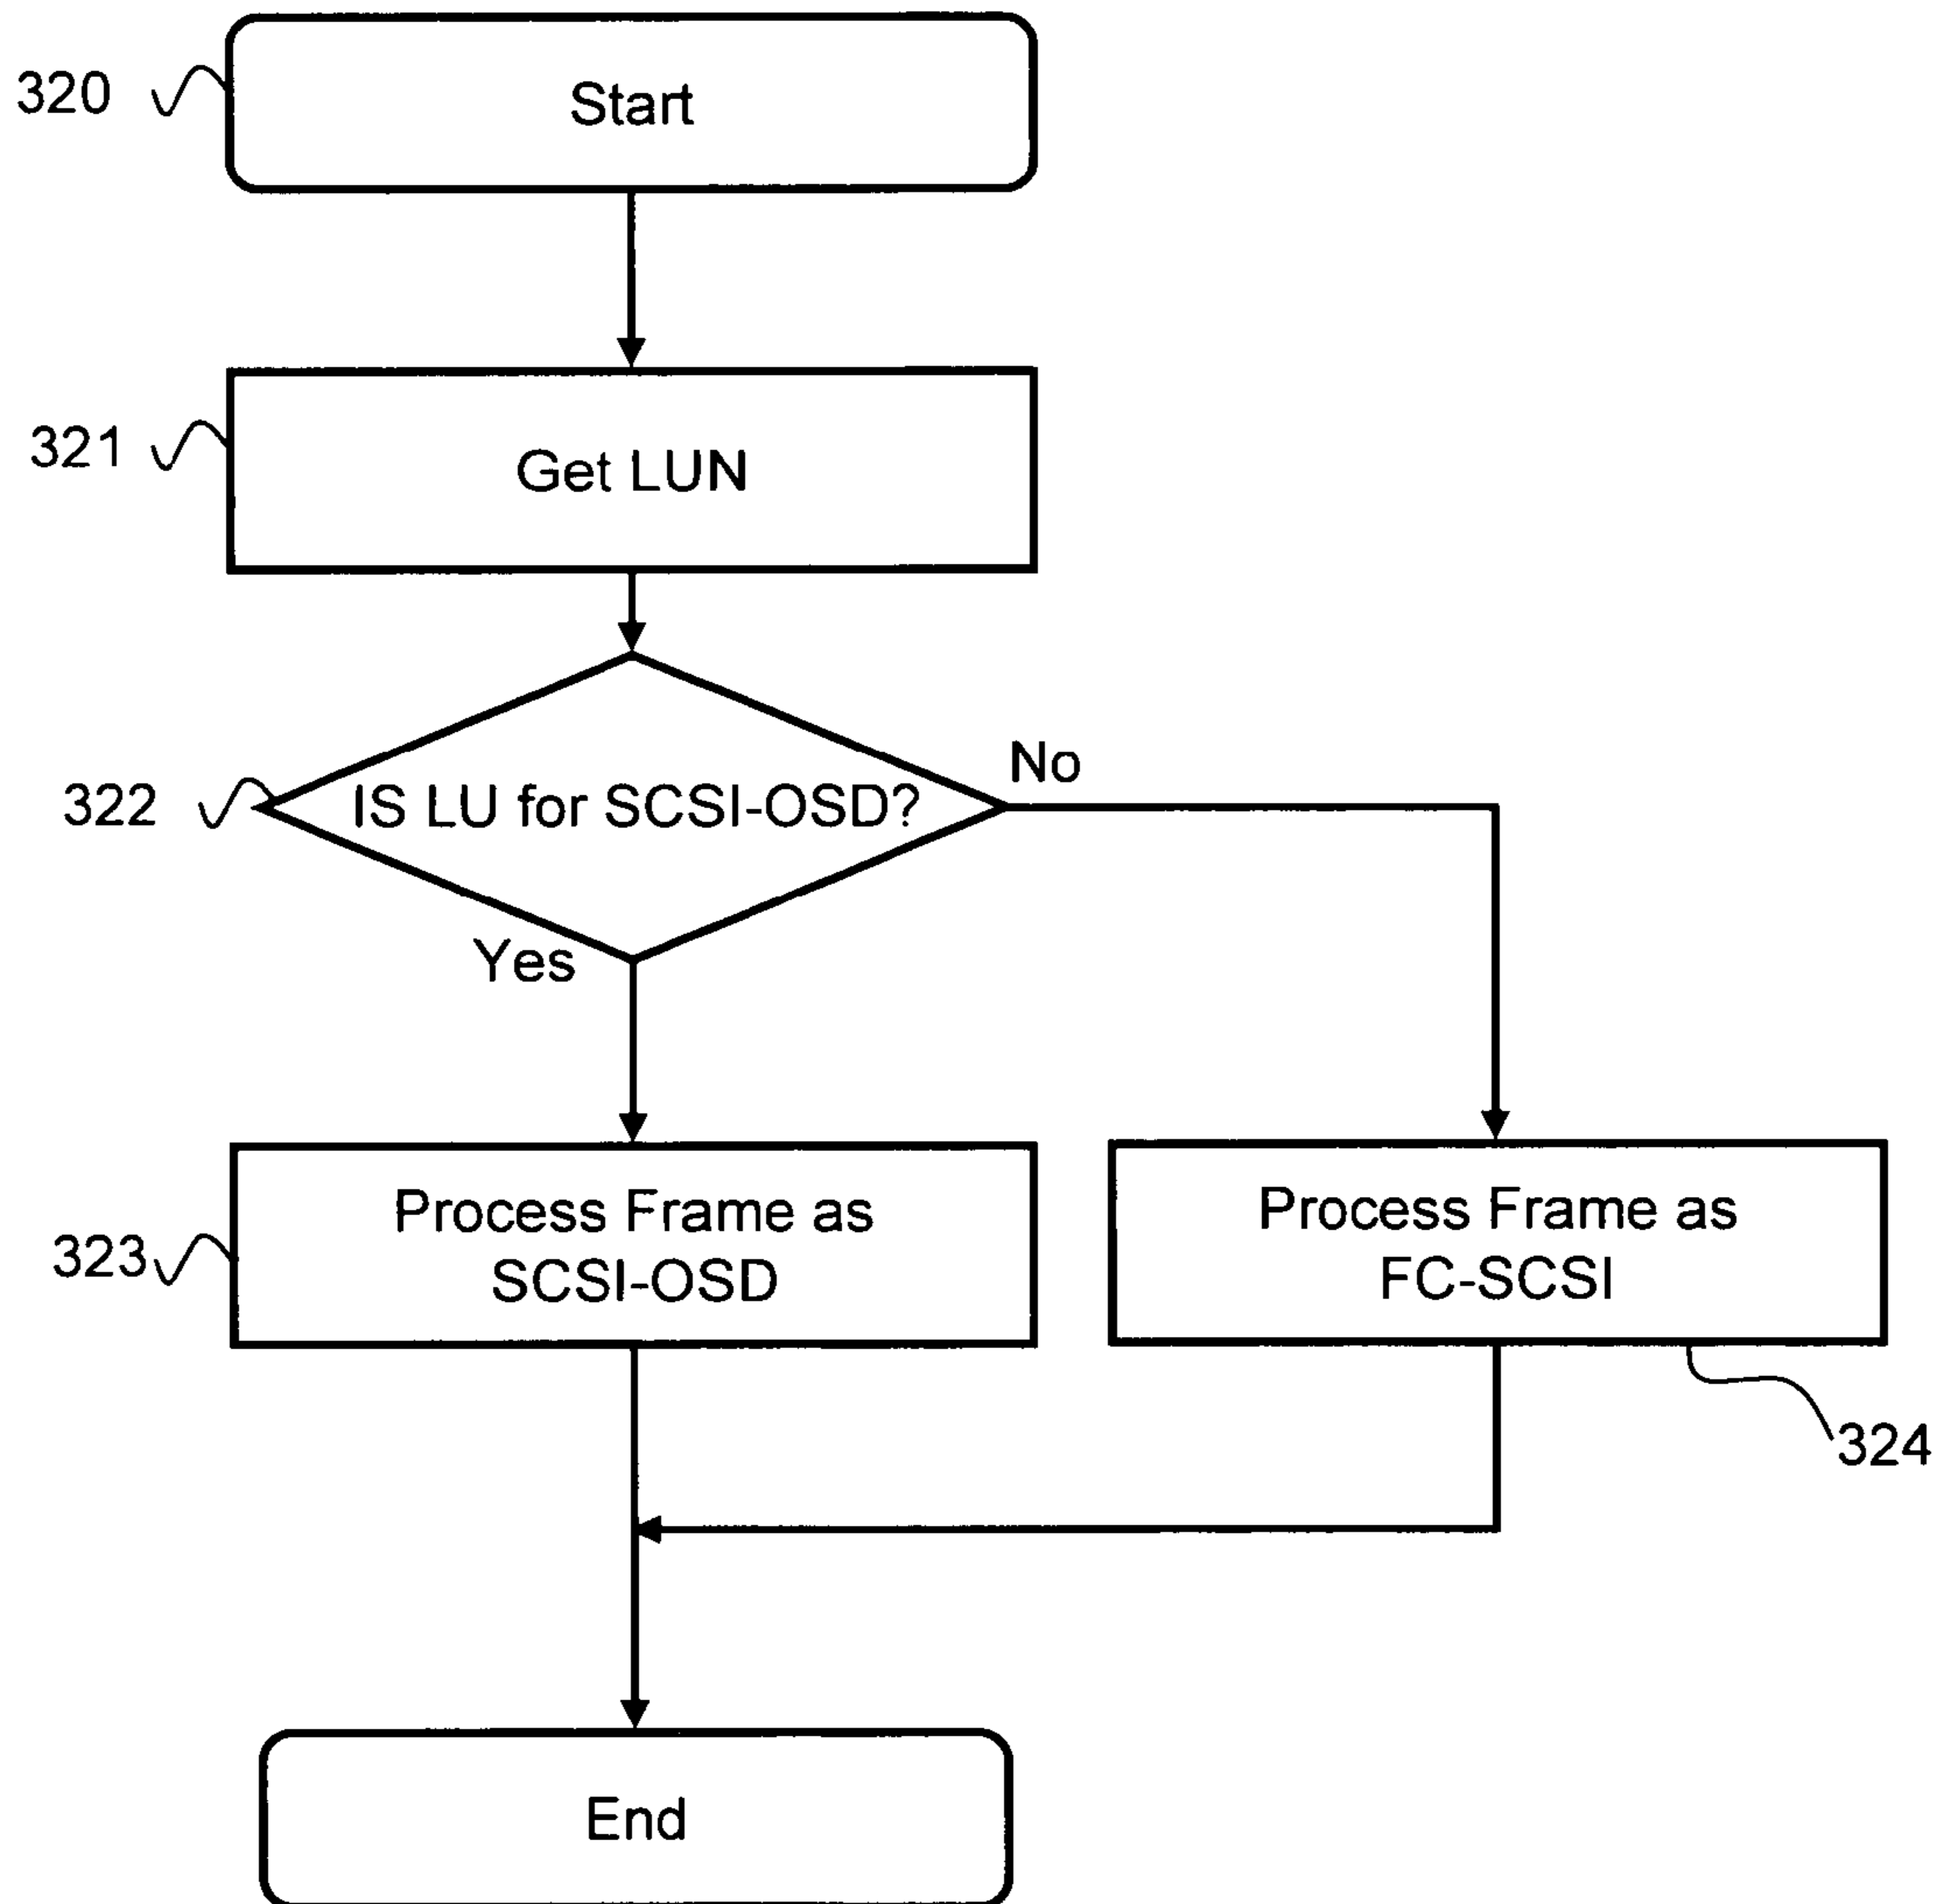 320
Start
321
Get LUN
No
322
IS LU for SCSI-OSD?
Yes
Process Frame as
SCSI-OSD
323
Process Frame as
FC-SCSI
324
End